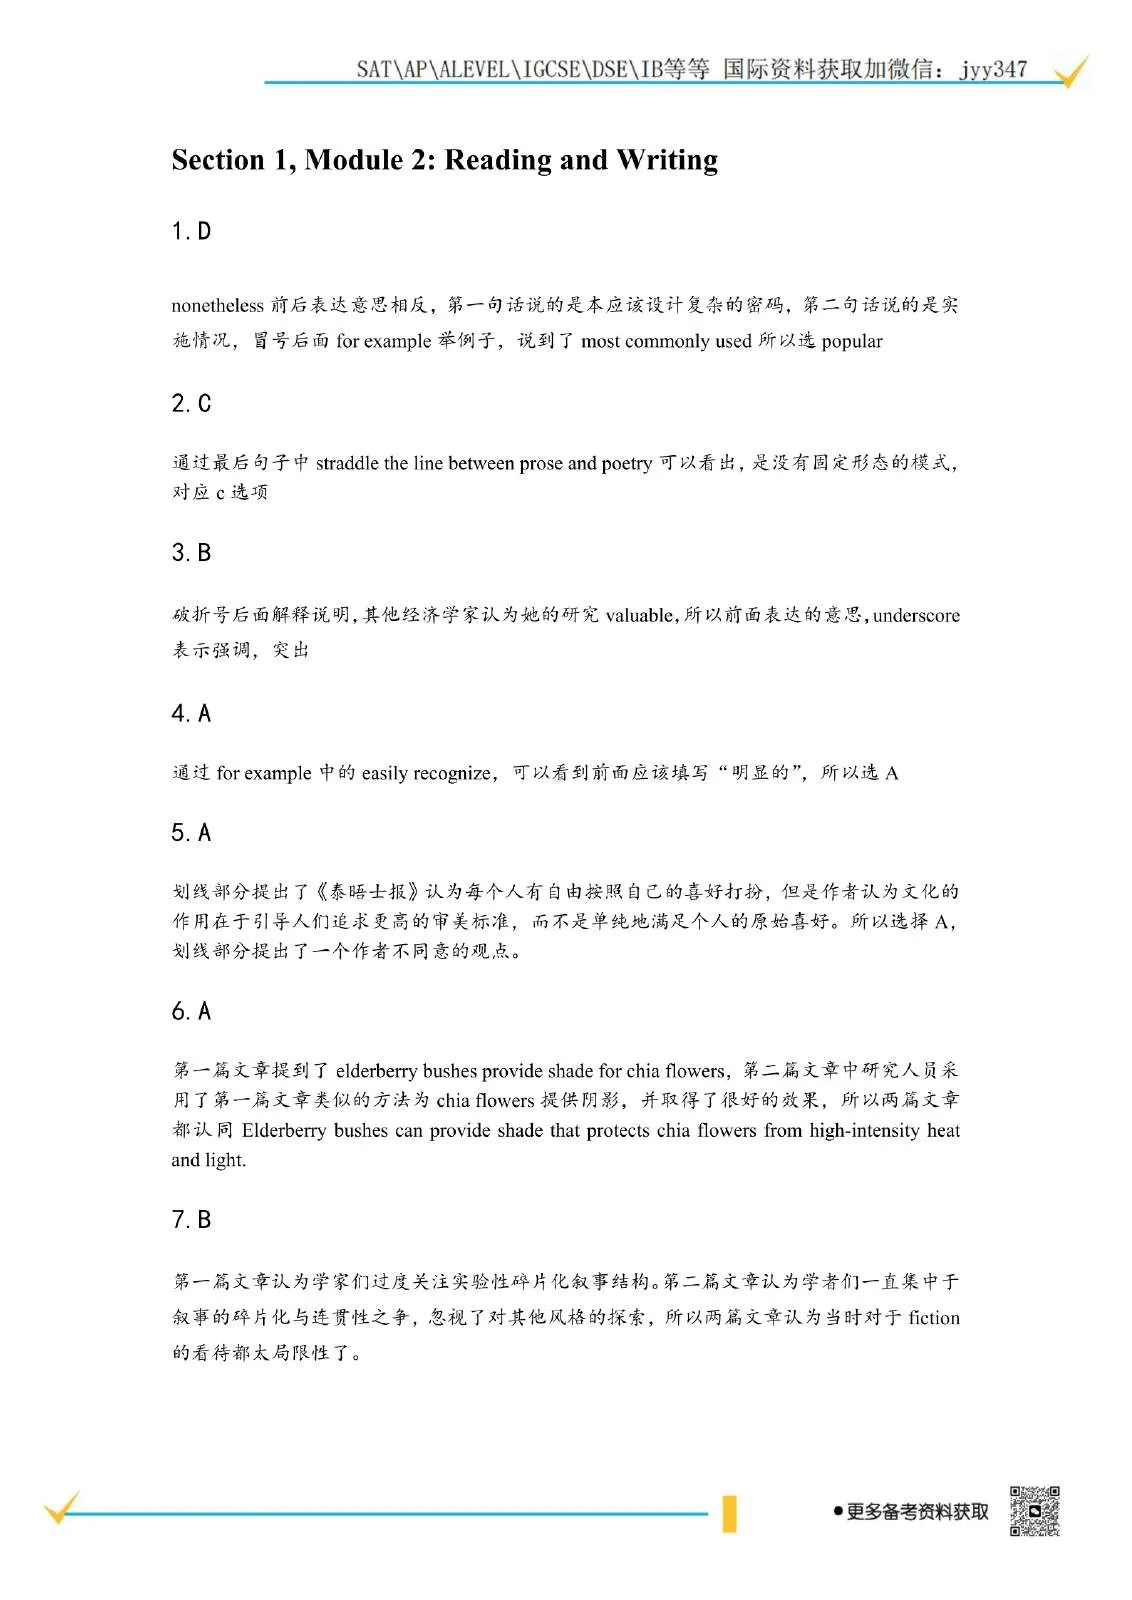 SAT\AP\ALEVEL\IGCSE\DSE\IB等等 国际资料获取加微信：jyy347
Section 1, Module 2: Reading and Writing
1. D
nonetheless 前后表达意思相反，第一句话说的是本应该设计复杂的密码，第二句话说的是实
施情况，冒号后面 for example 举例子，说到了 most commonly used 所以选 popular
2. C
通过最后句子中 straddle the line between prose and poetry 可以看出，是没有固定形态的模式，
对应 c 选项
3. B
破折号后面解释说明，其他经济学家认为她的研究 valuable，所以前面表达的意思，underscore
表示强调，突出
4. A
通过 for example 中的 easily recognize，可以看到前面应该填写“明显的”，所以选 A
5. A
划线部分提出了《泰晤士报》认为每个人有自由按照自己的喜好打扮，但是作者认为文化的
作用在于引导人们追求更高的审美标准，而不是单纯地满足个人的原始喜好。所以选择 A，
划线部分提出了一个作者不同意的观点。
6. A
第一篇文章提到了 elderberry bushes provide shade for chia flowers，第二篇文章中研究人员采
用了第一篇文章类似的方法为 chia flowers 提供阴影，并取得了很好的效果，所以两篇文章
都认同 Elderberry bushes can provide shade that protects chia flowers from high-intensity heat
and light.
7. B
第一篇文章认为学家们过度关注实验性碎片化叙事结构。第二篇文章认为学者们一直集中于
叙事的碎片化与连贯性之争，忽视了对其他风格的探索，所以两篇文章认为当时对于 fiction
的看待都太局限性了。
●更多备考资料获取